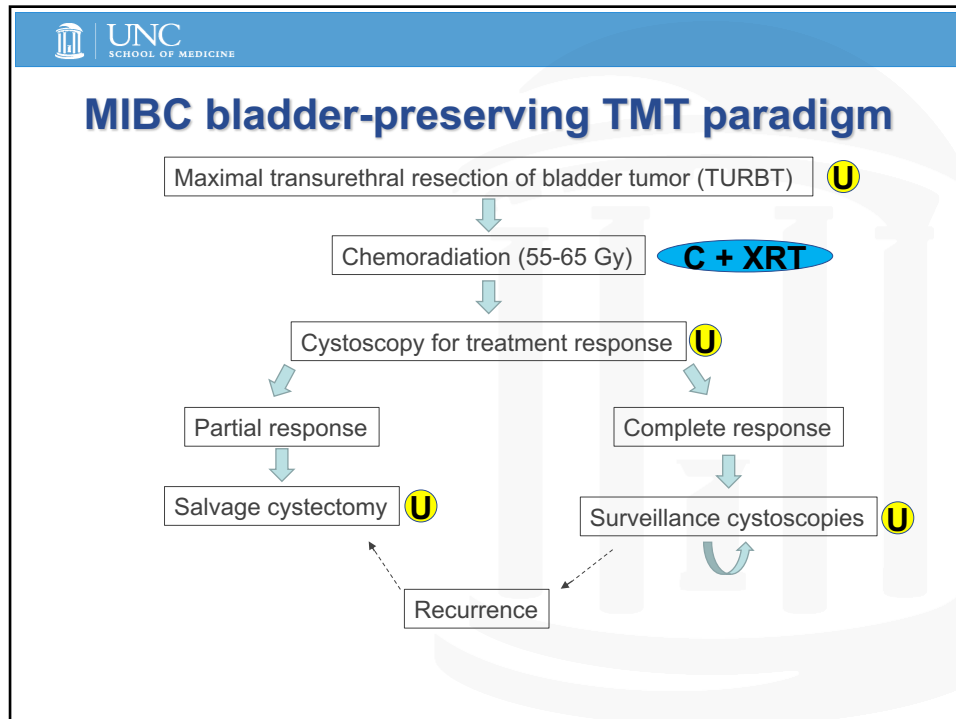 UNC
SCHOOL OF MEDICINE
MIBC bladder-preserving TMT paradigm
Maximal transurethral resection of bladder tumor (TURBT) U
Chemoradiation (55-65 Gy) C + XRT
Cystoscopy for treatment response U
Partial response Complete response
Salvage cystectomy U Surveillance cystoscopies U
Recurrence